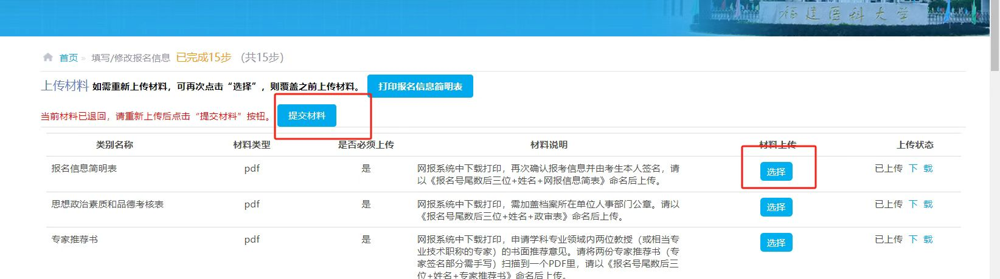 福建医科大学
首页 » 填写/修改报名信息 已完成15步 (共15步)
上传材料 如需重新上传材料，可再次点击“选择”，则覆盖之前上传材料。 打印报名信息简明表
当前材料已退回，请重新上传后点击“提交材料”按钮。 提交材料
类别名称 材料类型 是否必须上传 材料说明 材料上传 上传状态
报名信息简明表 pdf 是 网报系统中下载打印，再次确认报考信息并由考生本人签名，请 选择 已上传 下 载
以《报名号尾数后三位+姓名+网报信息简表》命名后上传。
思想政治素质和品德考核表 pdf 是 网报系统中下载打印，需加盖档案所在单位人事部门公章。请以 选择 已上传 下 载
《报名号尾数后三位+姓名+政审表》命名后上传。
专家推荐书 pdf 是 网报系统中下载打印，申请学科专业领域内两位教授（或相当专 选择 已上传 下 载
业技术职称的专家）的书面推荐意见。请将两份专家推荐书（专
家签名部分需手写）扫描到一个PDF里，请以《报名号尾数后三
位+姓名+专家推荐书》命名后上传。